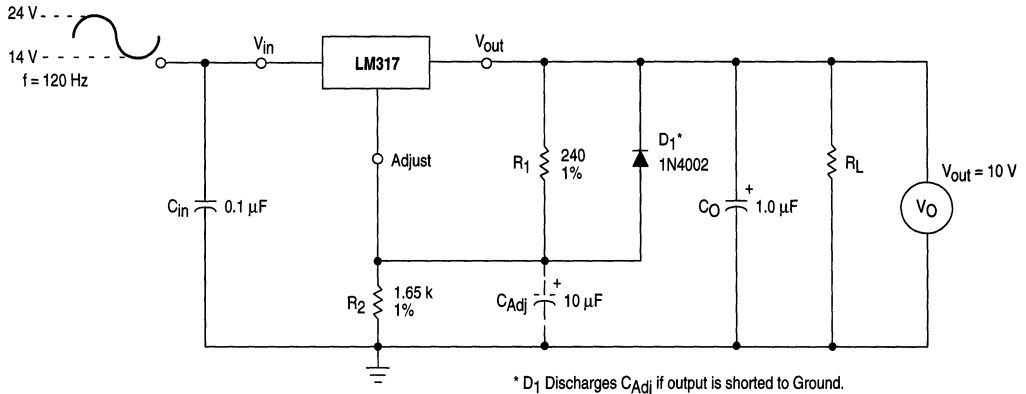 24 V
14 V
f = 120 Hz
Vin
LM317
Vout
Adjust
Cin
0.1 μF
R1
240
1%
D1*
1N4002
CO
+
1.0 μF
RL
Vout = 10 V
VO
R2
1.65 k
1%
CAdj
+
10 μF
* D1 Discharges CAdj if output is shorted to Ground.